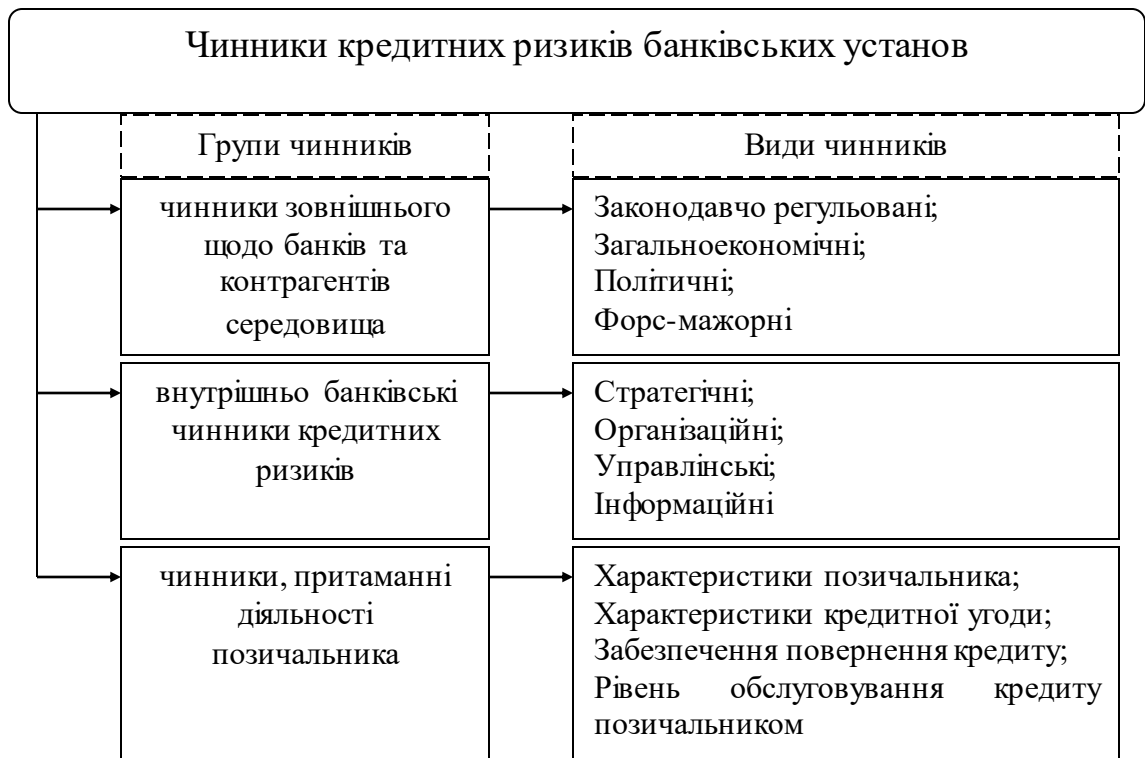 Чинники кредитних ризиків банківських установ
Групи чинників
Види чинників
чинники зовнішнього
щодо банків та
контрагентів
середовища
Законодавчо регульовані;
Загальноекономічні;
Політичні;
Форс-мажорні
внутрішньо банківські
чинники кредитних
ризиків
Стратегічні;
Організаційні;
Управлінські;
Інформаційні
чинники, притаманні
діяльності
позичальника
Характеристики позичальника;
Характеристики кредитної угоди;
Забезпечення повернення кредиту;
Рівень обслуговування кредиту
позичальником